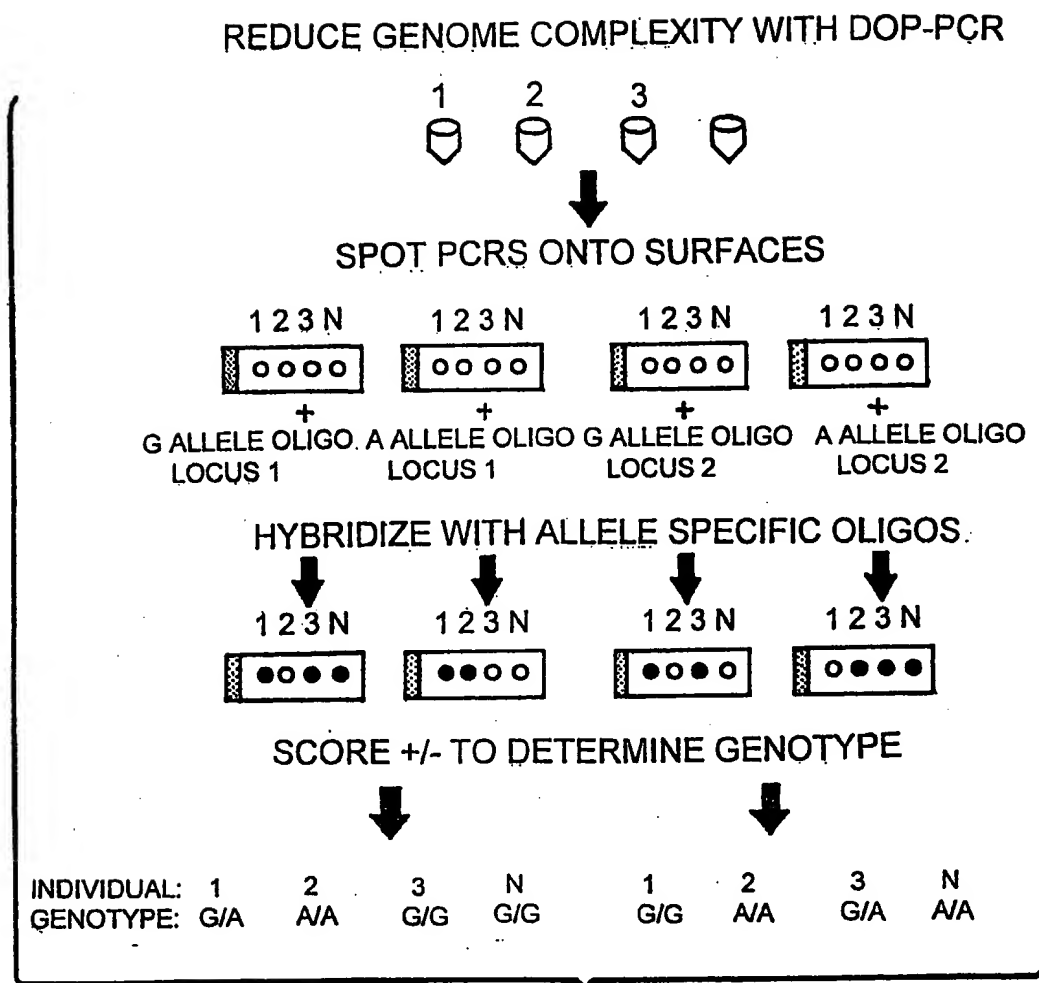 REDUCE GENOME COMPLEXITY WITH DOP-PCR
1 2 3
SPOT PCRS ONTO SURFACES
1 2 3 N 1 2 3 N 1 2 3 N 1 2 3 N
+ + + +
G ALLELE OLIGO. A ALLELE OLIGO G ALLELE OLIGO A ALLELE OLIGO
LOCUS 1 LOCUS 1 LOCUS 2 LOCUS 2
HYBRIDIZE WITH ALLELE SPECIFIC OLIGOS.
1 2 3 N 1 2 3 N 1 2 3 N 1 2 3 N
SCORE +/- TO DETERMINE GENOTYPE
INDIVIDUAL: 1 2 3 N 1 2 3 N
GENOTYPE: G/A A/A G/G G/G G/G A/A G/A A/A